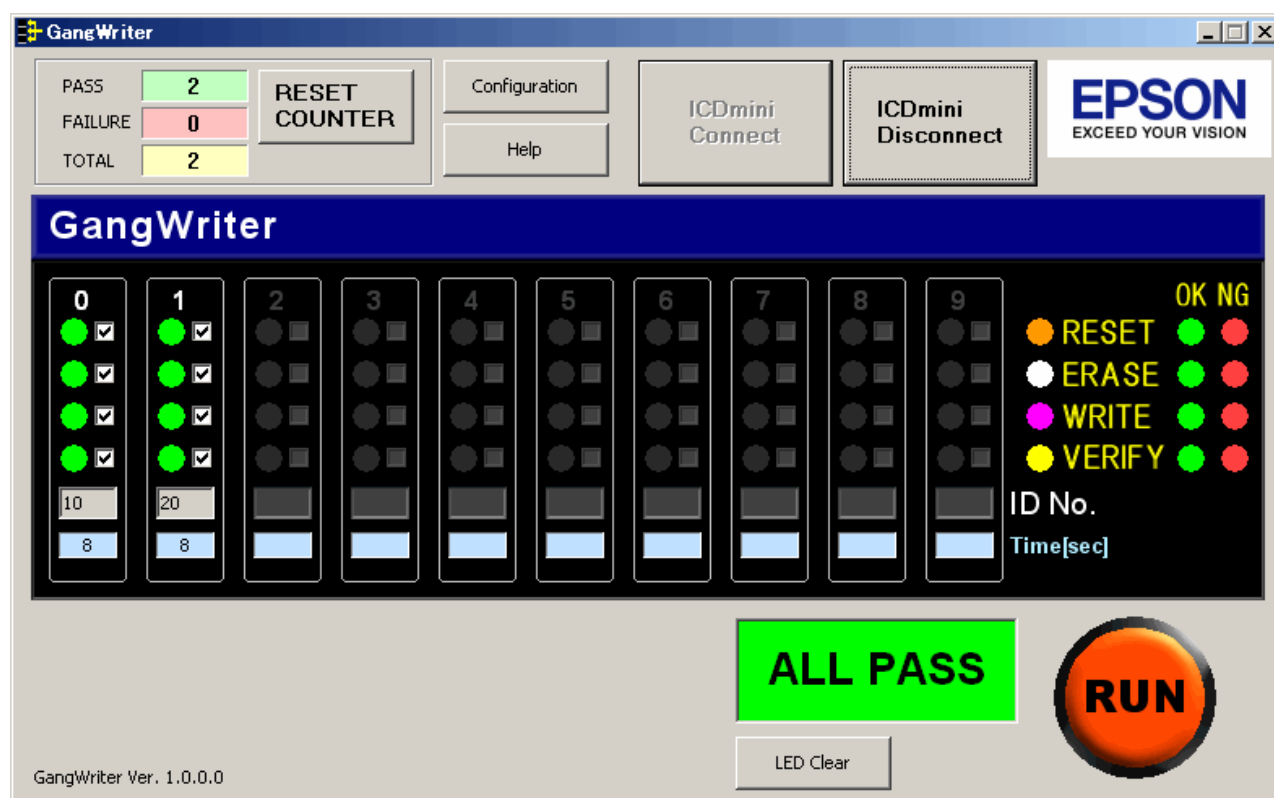 GangWriter
PASS 2
FAILURE 0
TOTAL 2
RESET
COUNTER
Configuration
Help
ICDmini
Connect
ICDmini
Disconnect
EPSON
EXCEED YOUR VISION
GangWriter
0 1 2 3 4 5 6 7 8 9
OK NG
RESET
ERASE
WRITE
VERIFY
10 20 ID No.
8 8 Time[sec]
ALL PASS
RUN
LED Clear
GangWriter Ver. 1.0.0.0